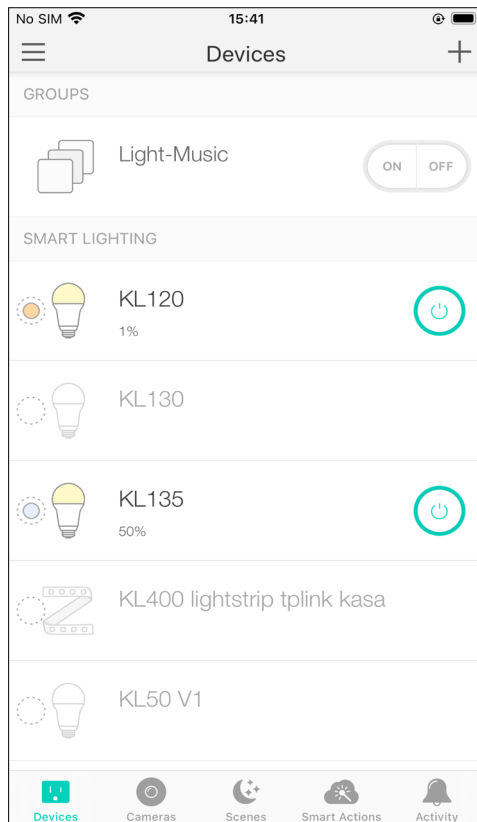 No SIM 15:41
Devices
GROUPS
Light-Music
ON OFF
SMART LIGHTING
KL120
1%
KL130
KL135
50%
KL400 lightstrip tplink kasa
KL50 V1
Devices Cameras Scenes Smart Actions Activity